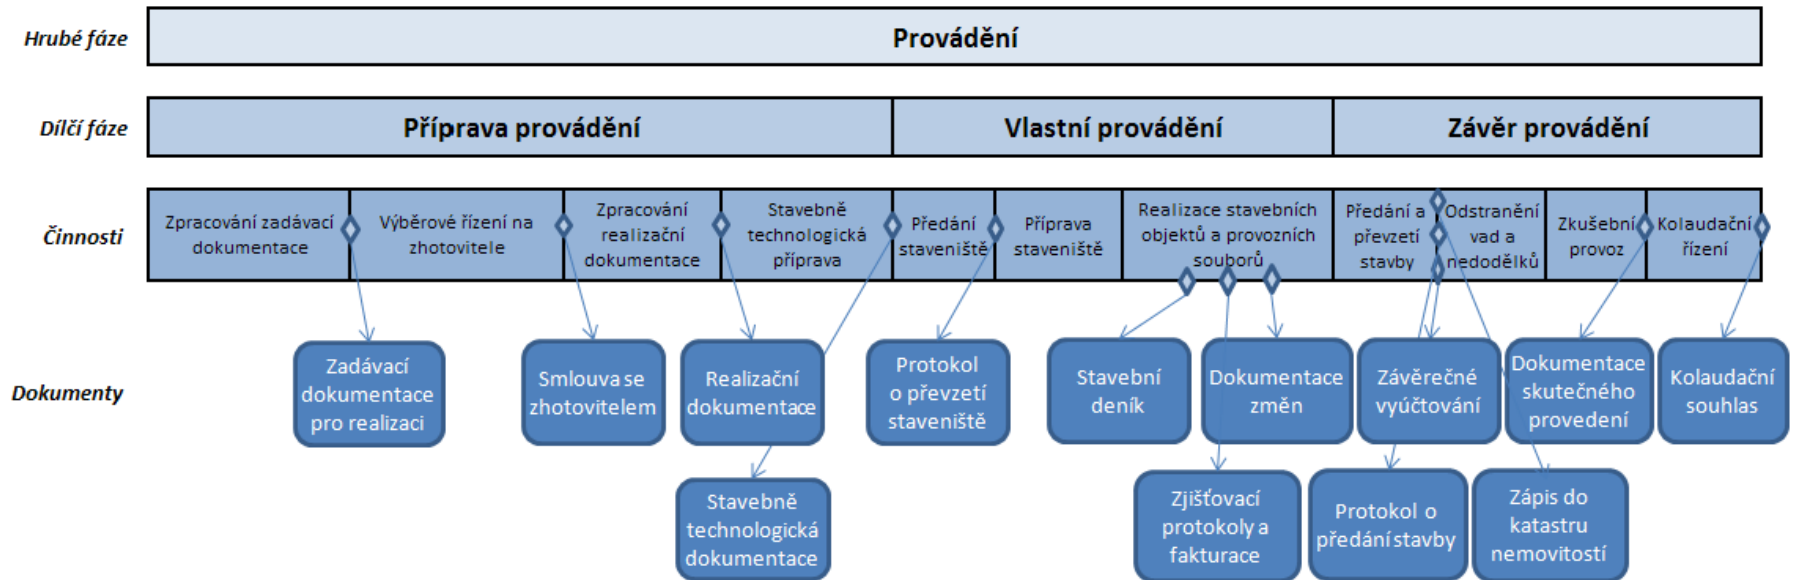 Hrubé fáze
Provádění
Dílčí fáze
Příprava provádění
Vlastní provádění
Závěr provádění
Činnosti
Zpracování zadávací
dokumentace
Výběrové řízení na
zhotovitele
Zpracování
realizační
dokumentace
Stavebně
technologická
příprava
Předání
staveniště
Příprava
staveniště
Realizace stavebních
objektů a provozních
souborů
Předání a
převzetí
stavby
Odstranění
vad a
nedodělků
Zkušební
provoz
Kolaudační
řízení
Dokumenty
Zadávací
dokumentace
pro realizaci
Smlouva se
zhotovitelem
Realizační
dokumentace
Protokol
o převzetí
staveniště
Stavební
deník
Dokumentace
změn
Závěrečné
vyúčtování
Dokumentace
skutečného
provedení
Kolaudační
souhlas
Stavebně
technologická
dokumentace
Zjišťovací
protokoly a
fakturace
Protokol o
předání stavby
Zápis do
katastru
nemovitostí